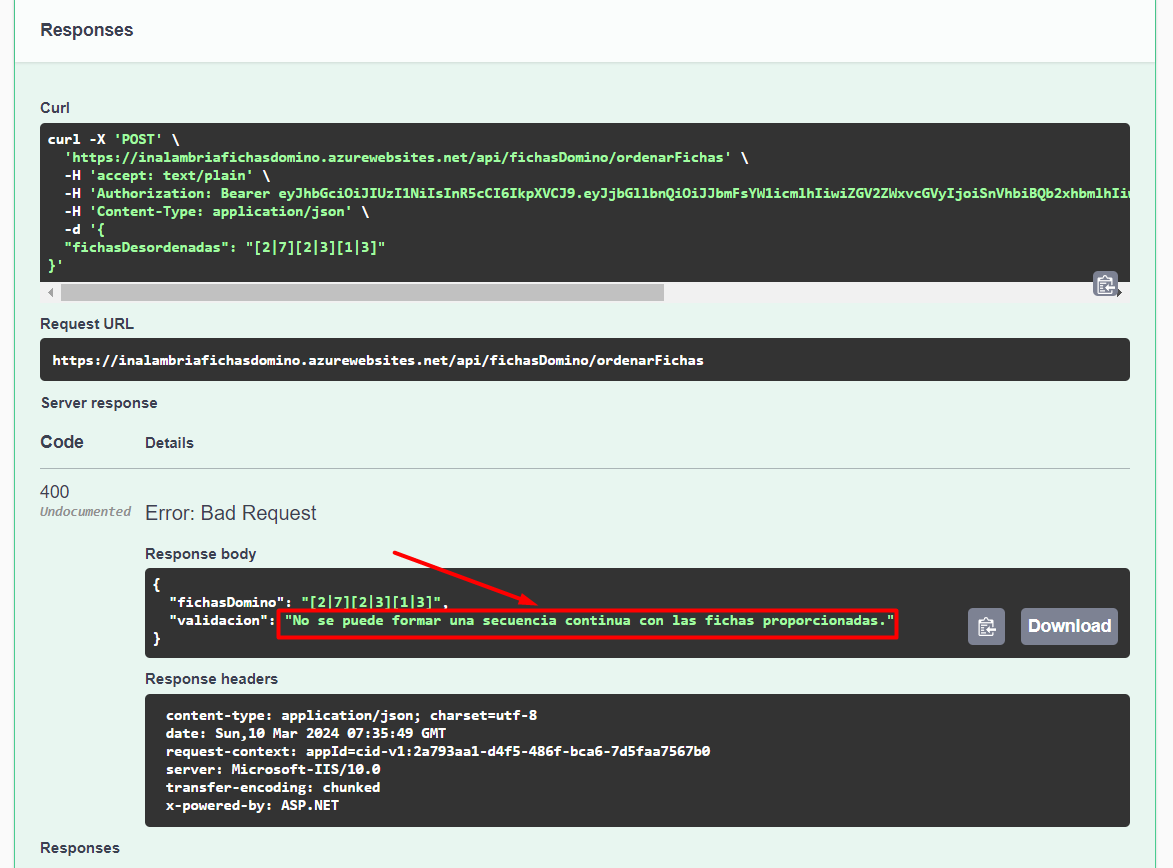 Responses
Curl
curl -X 'POST' \
'https://inalambriafichasdomino.azurewebsites.net/api/fichasDomino/ordenarFichas' \
-H 'accept: text/plain' \
-H 'Authorization: Bearer eyJhbGciOiJIUzI1NiIsInR5cCI6IkpXVCJ9.eyJjbGllbnQiOiJJbmFsYW1icmlhIiwiZGV2ZWxvcGVyIjoiSnVhbiBQb2xhbmlhIiw
-H 'Content-Type: application/json' \
-d '{
"fichasDesordenadas": "[2|7][2|3][1|3]"
}'
Request URL
https://inalambriafichasdomino.azurewebsites.net/api/fichasDomino/ordenarFichas
Server response
Code Details
400
Undocumented
Error: Bad Request
Response body
{
"fichasDomino": "[2|7][2|3][1|3]",
"validacion": "No se puede formar una secuencia continua con las fichas proporcionadas."
}
Download
Response headers
content-type: application/json; charset=utf-8
date: Sun,10 Mar 2024 07:35:49 GMT
request-context: appId=cid-v1:2a793aa1-d4f5-486f-bca6-7d5faa7567b0
server: Microsoft-IIS/10.0
transfer-encoding: chunked
x-powered-by: ASP.NET
Responses